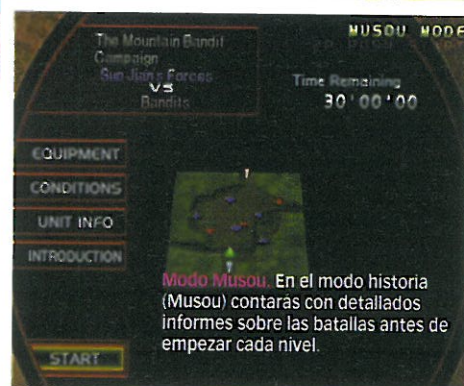 MUSOU MODE
The Mountain Bandit
Campaign
Sun Jian's Forces
VS
Bandits
Time Remaining
30'00'00
EQUIPMENT
CONDITIONS
UNIT INFO
INTRODUCTION
Modo Musou. En el modo historia
(Musou) contarás con detallados
informes sobre las batallas antes de
empezar cada nivel.
START